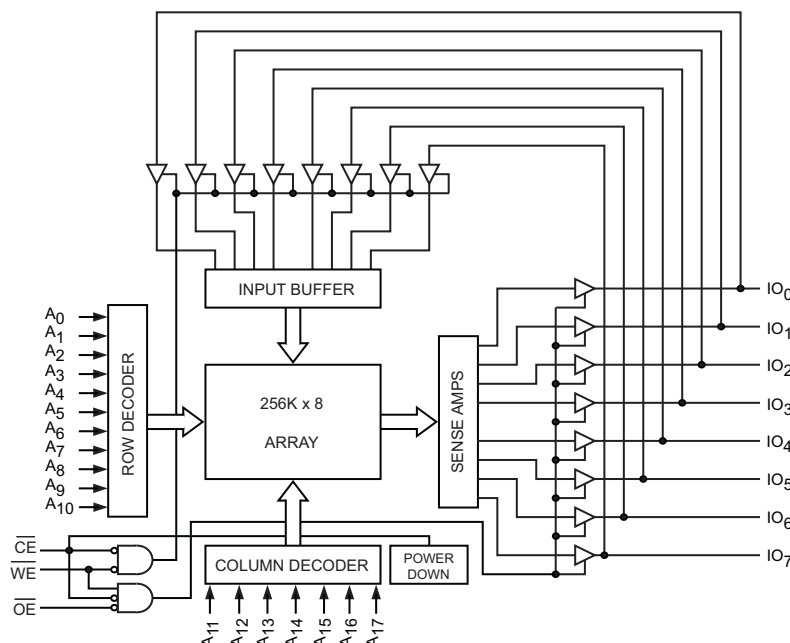 INPUT BUFFER
A0
A1
A2
A3
A4
A5
A6
A7
A8
A9
A10
ROW DECODER
256K x 8
ARRAY
SENSE AMPS
IO0
IO1
IO2
IO3
IO4
IO5
IO6
IO7
CE
WE
OE
COLUMN DECODER
POWER
DOWN
A11
A12
A13
A14
A15
A16
A17